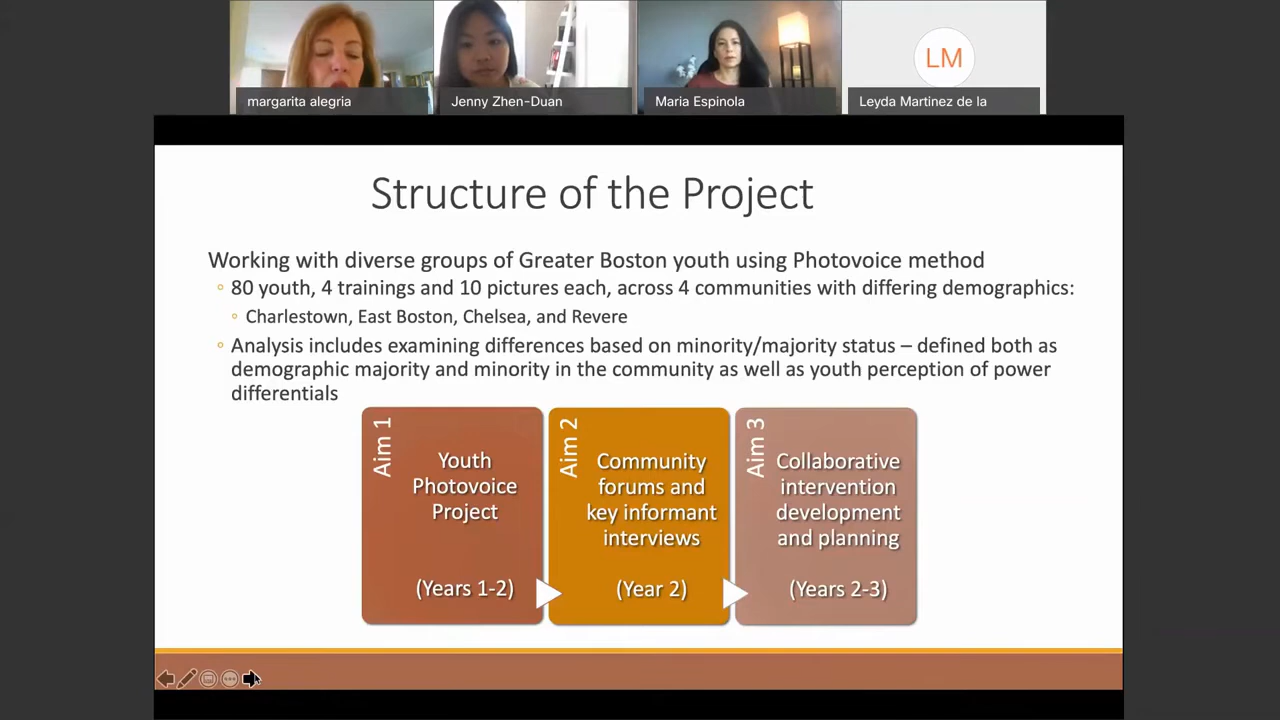 margarita alegria
Jenny Zhen-Duan
Maria Espinola
LM
Leyda Martinez de la
Structure of the Project
Working with diverse groups of Greater Boston youth using Photovoice method
80 youth, 4 trainings and 10 pictures each, across 4 communities with differing demographics:
Charlestown, East Boston, Chelsea, and Revere
Analysis includes examining differences based on minority/majority status – defined both as
demographic majority and minority in the community as well as youth perception of power
differentials
Aim 1
Youth
Photovoice
Project
(Years 1-2)
Aim 2
Community
forums and
key informant
interviews
(Year 2)
Aim 3
Collaborative
intervention
development
and planning
(Years 2-3)